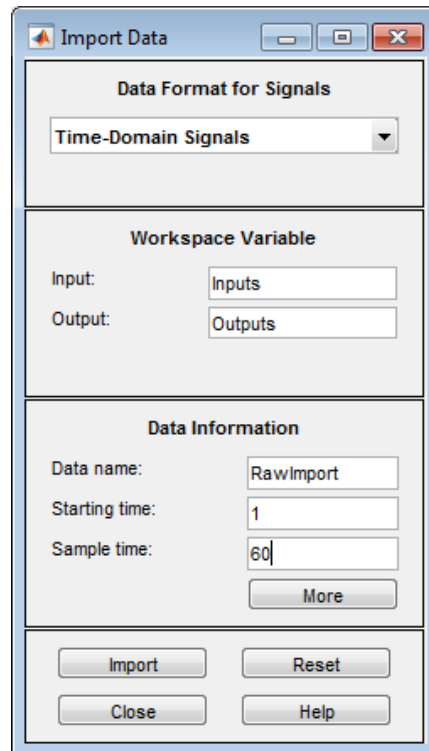 Import Data
Data Format for Signals
Time-Domain Signals
Workspace Variable
Input: Inputs
Output: Outputs
Data Information
Data name: RawImport
Starting time: 1
Sample time: 60
More
Import Reset
Close Help